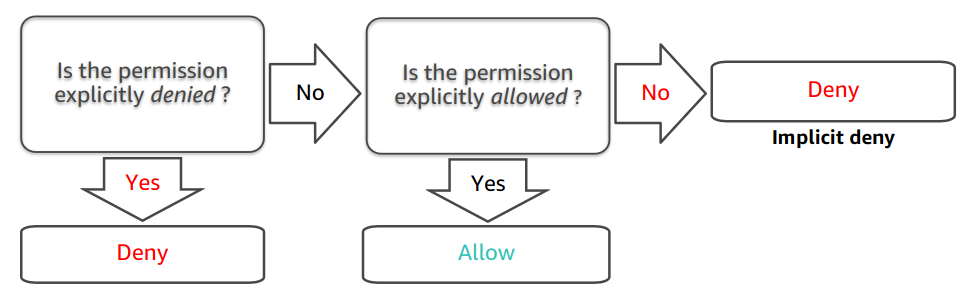 Is the permission
explicitly denied ?
No
Is the permission
explicitly allowed ?
No
Deny
Implicit deny
Yes
Yes
Deny
Allow